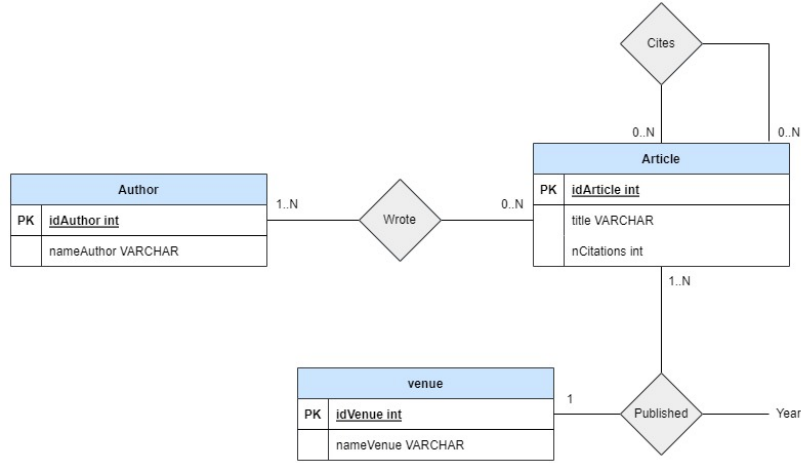 Cites
0..N
0..N
Article
PK
idArticle int
title VARCHAR
nCitations int
Author
PK
idAuthor int
nameAuthor VARCHAR
1..N
Wrote
0..N
1..N
venue
PK
idVenue int
nameVenue VARCHAR
1
Published
Year